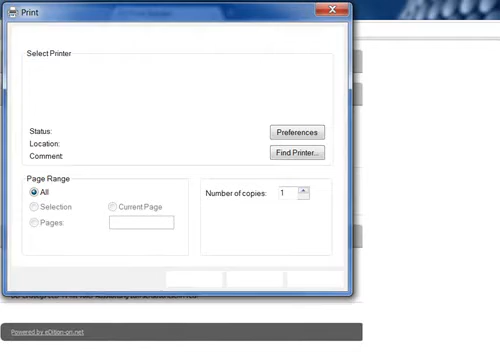 Print
Select Printer
Status:
Location:
Comment:
Preferences
Find Printer...
Page Range
All
Selection
Current Page
Pages:
Number of copies: 1
Powered by eDition-on.net